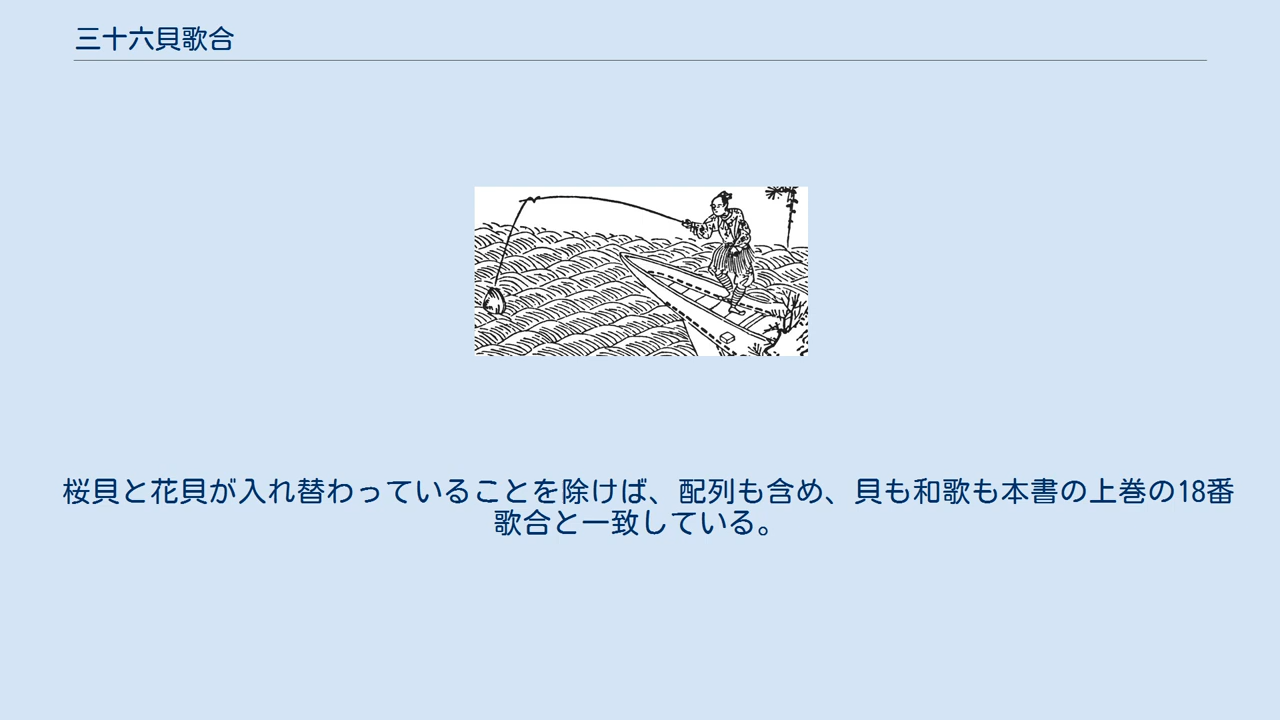 三十六貝歌合
桜貝と花貝が入れ替わっていることを除けば、配列も含め、貝も和歌も本書の上巻の18番
歌合と一致している。